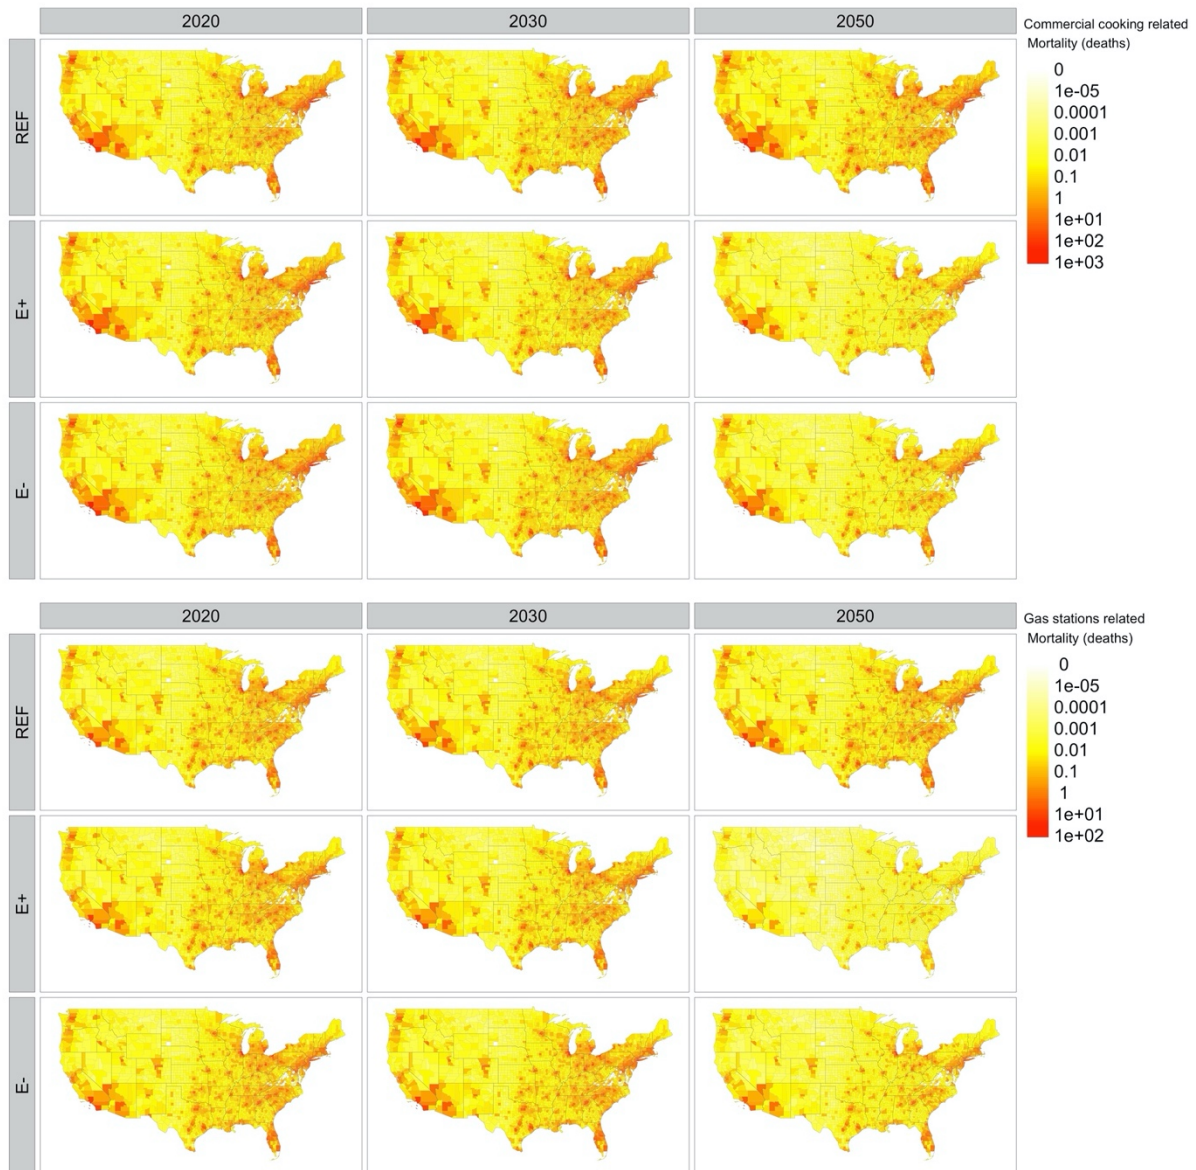 2020 2030 2050
Commercial cooking related
Mortality (deaths)
0
1e-05
0.0001
0.001
0.01
0.1
1
1e+01
1e+02
1e+03
REF
E+
E-
2020 2030 2050
Gas stations related
Mortality (deaths)
0
1e-05
0.0001
0.001
0.01
0.1
1
1e+01
1e+02
REF
E+
E-